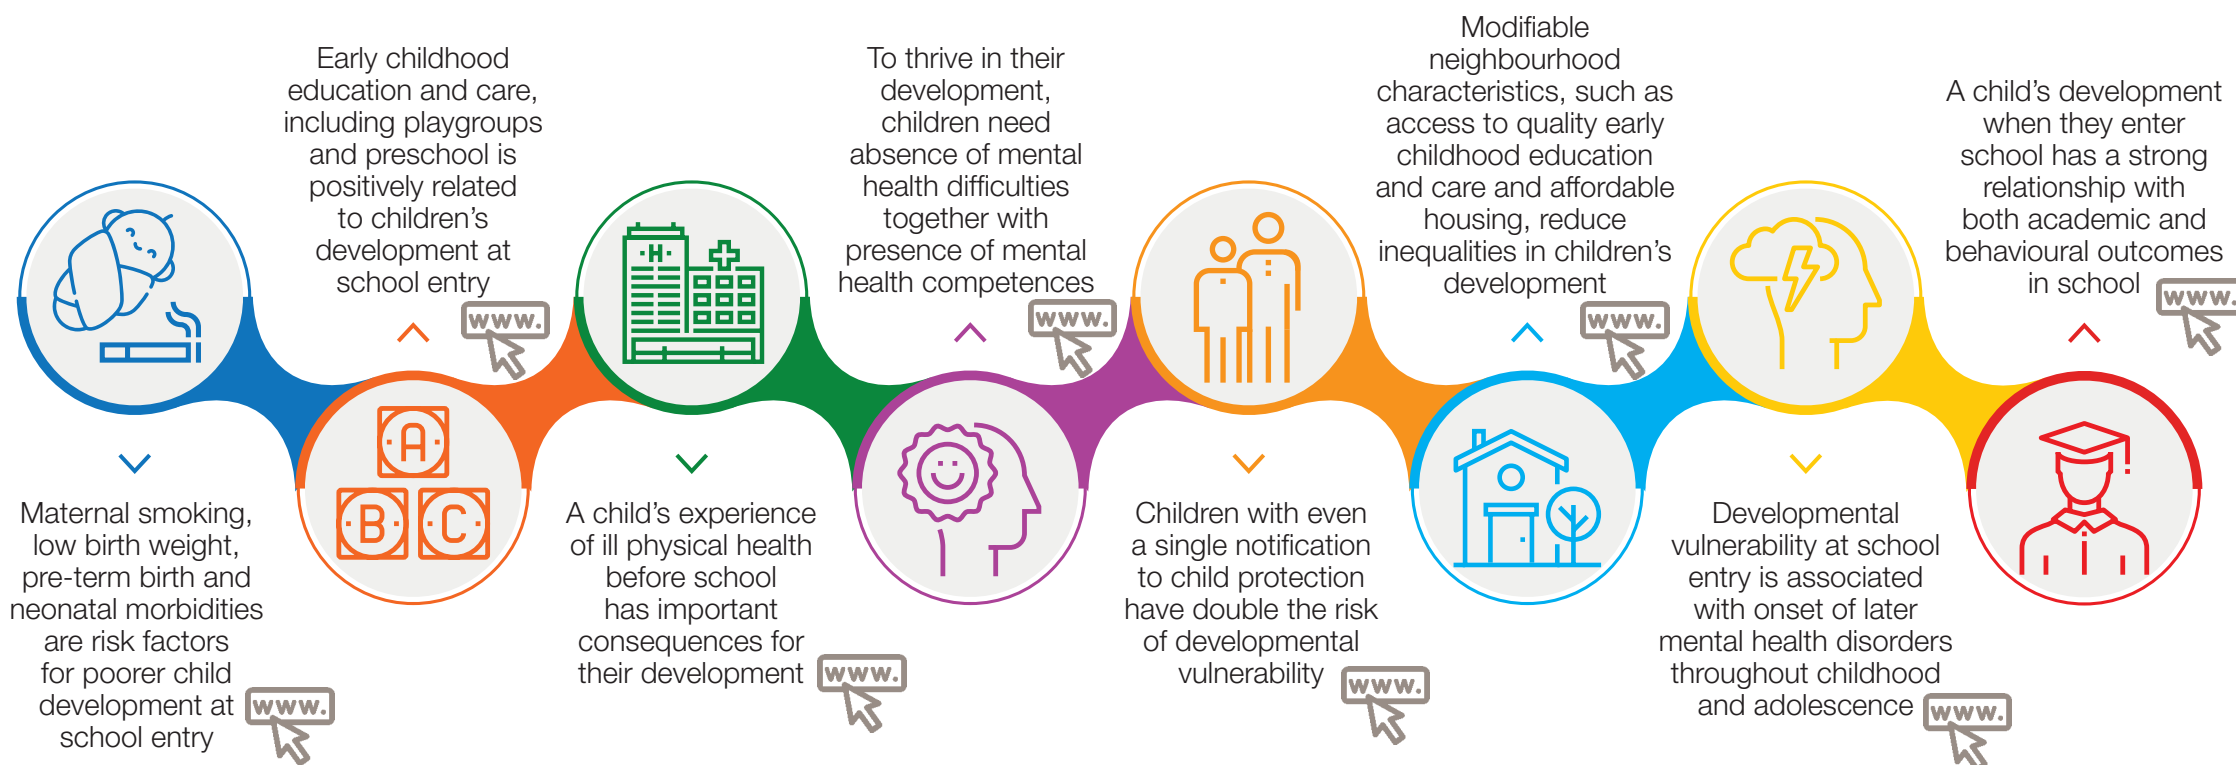 Maternal smoking,
low birth weight,
pre-term birth and
neonatal morbidities
are risk factors
for poorer child
development at
school entry
www.
Early childhood
education and care,
including playgroups
and preschool is
positively related
to children's
development at
school entry
www.
A
B
C
H
A child's experience
of ill physical health
before school
has important
consequences for
their development
www.
To thrive in their
development,
children need
absence of mental
health difficulties
together with
presence of mental
health competences
www.
Children with even
a single notification
to child protection
have double the risk
of developmental
vulnerability
www.
Modifiable
neighbourhood
characteristics, such as
access to quality early
childhood education
and care and affordable
housing, reduce
inequalities in children's
development
www.
Developmental
vulnerability at school
entry is associated
with onset of later
mental health disorders
throughout childhood
and adolescence
www.
A child's development
when they enter
school has a strong
relationship with
both academic and
behavioural outcomes
in school
www.